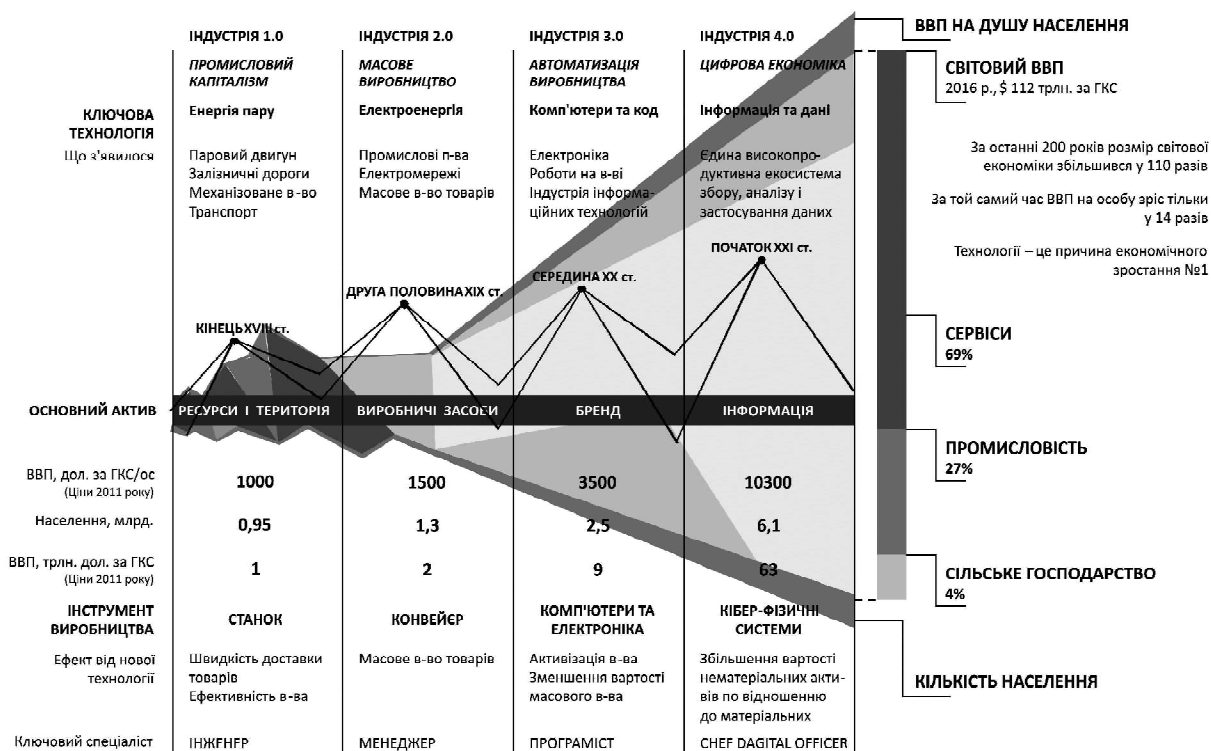 ІНДУСТРІЯ 1.0
ПРОМИСЛОВИЙ
КАПІТАЛІЗМ
ІНДУСТРІЯ 2.0
МАСОВЕ
ВИРОБНИЦТВО
ІНДУСТРІЯ 3.0
АВТОМАТИЗАЦІЯ
ВИРОБНИЦТВА
ІНДУСТРІЯ 4.0
ЦИФРОВА ЕКОНОМІКА
КЛЮЧОВА
ТЕХНОЛОГІЯ
Енергія пару
Електроенергія
Комп'ютери та код
Інформація та дані
Що з'явилося
Паровий двигун
Залізничні дороги
Механізоване в-во
Транспорт
Промислові п-ва
Електромережі
Масове в-во товарів
Електроніка
Роботи на в-ві
Індустрія інформа-
ційних технологій
Єдина високопро-
дуктивна екосистема
збору, аналізу і
застосування даних
КІНЕЦЬ XVIII ст.
ДРУГА ПОЛОВИНА XIX ст.
СЕРЕДИНА XX ст.
ПОЧАТОК XXI ст.
ОСНОВНИЙ АКТИВ
РЕСУРСИ І ТЕРИТОРІЯ
ВИРОБНИЧІ ЗАСОБИ
БРЕНД
ІНФОРМАЦІЯ
ВВП, дол. за ГКС/ос
(Ціни 2011 року)
1000
1500
3500
10300
Населення, млрд.
0,95
1,3
2,5
6,1
ВВП, трлн. дол. за ГКС
(Ціни 2011 року)
1
2
9
63
ІНСТРУМЕНТ
ВИРОБНИЦТВА
СТАНОК
КОНВЕЙЄР
КОМП'ЮТЕРИ ТА
ЕЛЕКТРОНІКА
КІБЕР-ФІЗИЧНІ
СИСТЕМИ
Ефект від нової
технології
Швидкість доставки
товарів
Ефективність в-ва
Масове в-во товарів
Активізація в-ва
Зменшення вартості
масового в-ва
Збільшення вартості
нематеріальних акти-
вів по відношенню
до матеріальних
Ключовий спеціаліст
ІНЖЕНЕР
МЕНЕДЖЕР
ПРОГРАМІСТ
CHEF DAGITAL OFFICER
ВВП НА ДУШУ НАСЕЛЕННЯ
СВІТОВИЙ ВВП
2016 р., $ 112 трлн. за ГКС
За останні 200 років розмір світової
економіки збільшився у 110 разів
За той самий час ВВП на особу зріс тільки
у 14 разів
Технології – це причина економічного
зростання №1
СЕРВІСИ
69%
ПРОМИСЛОВІСТЬ
27%
СІЛЬСЬКЕ ГОСПОДАРСТВО
4%
КІЛЬКІСТЬ НАСЕЛЕННЯ